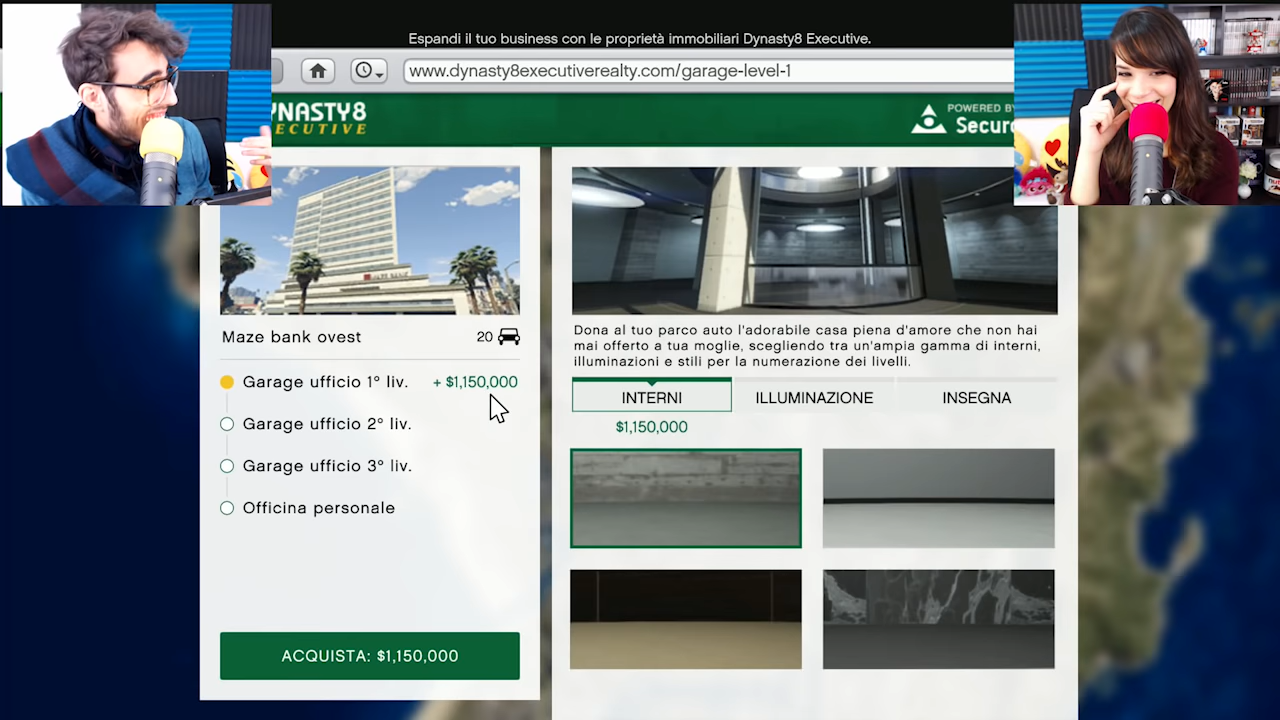 Espandi il tuo business con le proprietà immobiliari Dynasty8 Executive.
www.dynasty8executiverealty.com/garage-level-1
YNASTY8
ECUTIVE
POWERED BY
Secur
Maze bank ovest
20
Garage ufficio 1° liv.
+ $1,150,000
Garage ufficio 2° liv.
Garage ufficio 3° liv.
Officina personale
ACQUISTA: $1,150,000
Dona al tuo parco auto l'adorabile casa piena d'amore che non hai
mai offerto a tua moglie, scegliendo tra un'ampia gamma di interni,
illuminazioni e stili per la numerazione dei livelli.
INTERNI
ILLUMINAZIONE
INSEGNA
$1,150,000